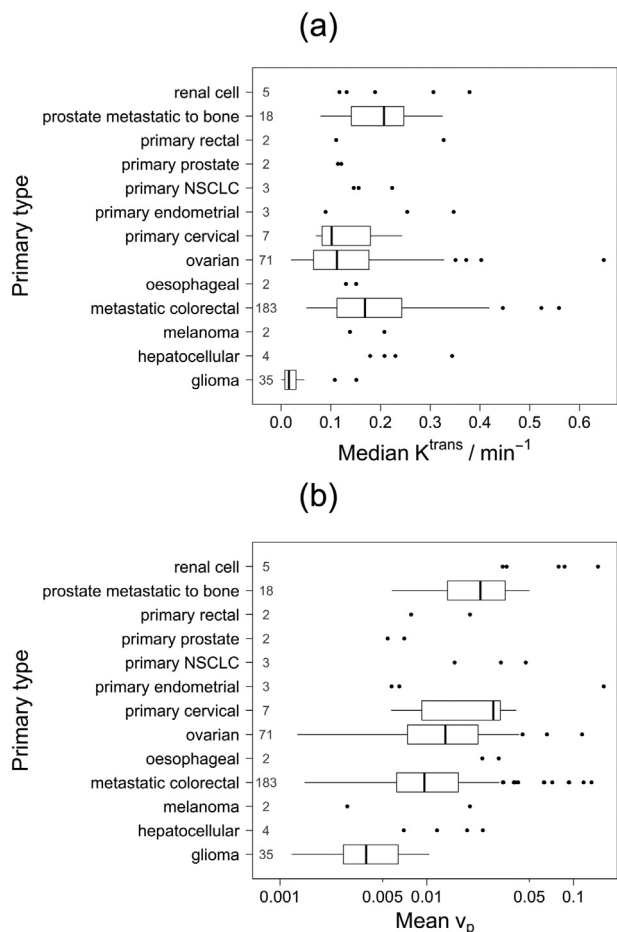 (a)
Primary type
renal cell 5
prostate metastatic to bone 18
primary rectal 2
primary prostate 2
primary NSCLC 3
primary endometrial 3
primary cervical 7
ovarian 71
oesophageal 2
metastatic colorectal 183
melanoma 2
hepatocellular 4
glioma 35
0.0 0.1 0.2 0.3 0.4 0.5 0.6
Median K^trans / min⁻¹
(b)
Primary type
renal cell 5
prostate metastatic to bone 18
primary rectal 2
primary prostate 2
primary NSCLC 3
primary endometrial 3
primary cervical 7
ovarian 71
oesophageal 2
metastatic colorectal 183
melanoma 2
hepatocellular 4
glioma 35
0.001 0.005 0.01 0.05 0.1
Mean v_p